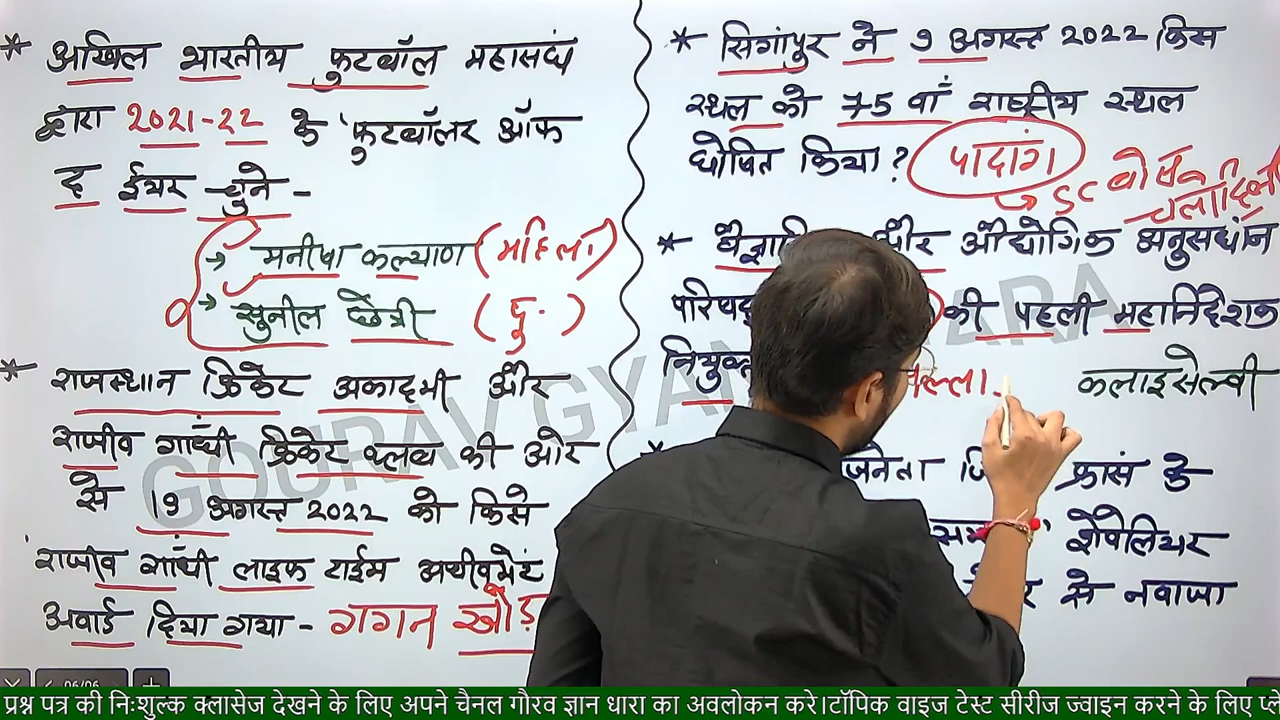 * अखिल भारतीय फुटबॉल महासंघ
द्वारा 2021-22 के 'फुटबॉलर ऑफ
द ईयर चुने -
→ मनीषा कल्याण (महिला)
→ सुनील छेत्री (पु.)
* राजस्थान क्रिकेट अकादमी और
राजीव गाँधी क्रिकेट क्लब की ओर
से 19 अगस्त 2022 को किसे
राजीव गाँधी लाइफ टाईम अचीवमेंट
अवार्ड दिया गया - गगन खोड़
* सिगांपुर ने 9 अगस्त 2022 किस
स्थल को 75 वाँ राष्ट्रीय स्थल
घोषित किया? पादांग
SC बोस चलो दिल्ली
* और औद्योगिक अनुसधांन
की पहली महानिदेशक
कलाइसेल्वी
फ्रासं के
शेवेलियर
से नवाजा
GOURAV GYAN
प्रश्न पत्र की निःशुल्क क्लासेज देखने के लिए अपने चैनल गौरव ज्ञान धारा का अवलोकन करे।टॉपिक वाइज टेस्ट सीरीज ज्वाइन करने के लिए